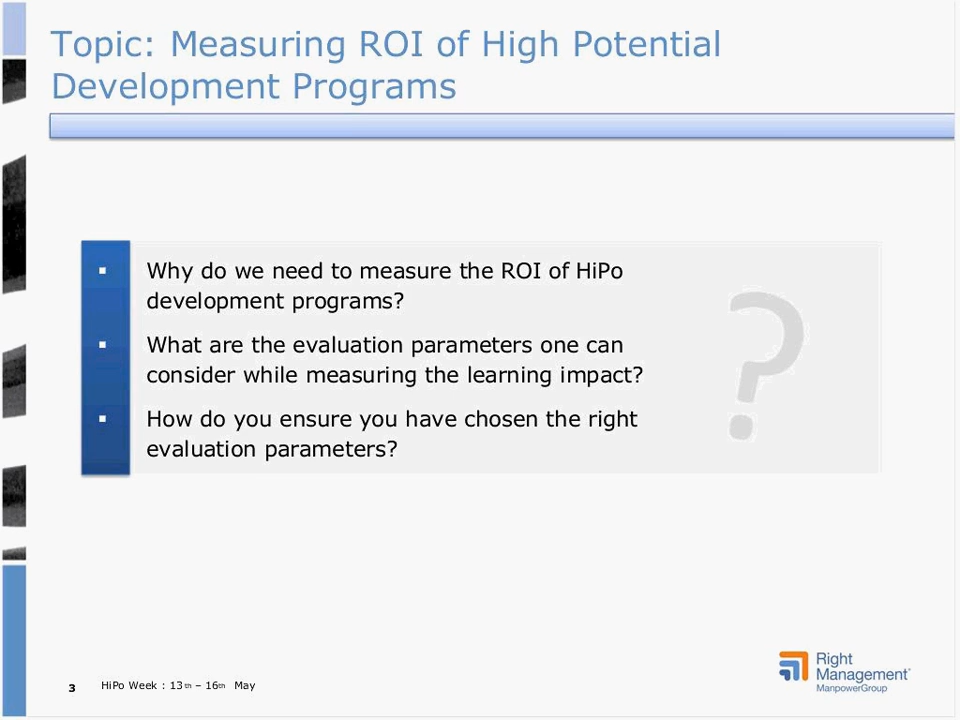 Topic: Measuring ROI of High Potential
Development Programs
▪ Why do we need to measure the ROI of HiPo
development programs?
▪ What are the evaluation parameters one can
consider while measuring the learning impact?
▪ How do you ensure you have chosen the right
evaluation parameters?
?
3 HiPo Week : 13th – 16th May
Right
Management
ManpowerGroup